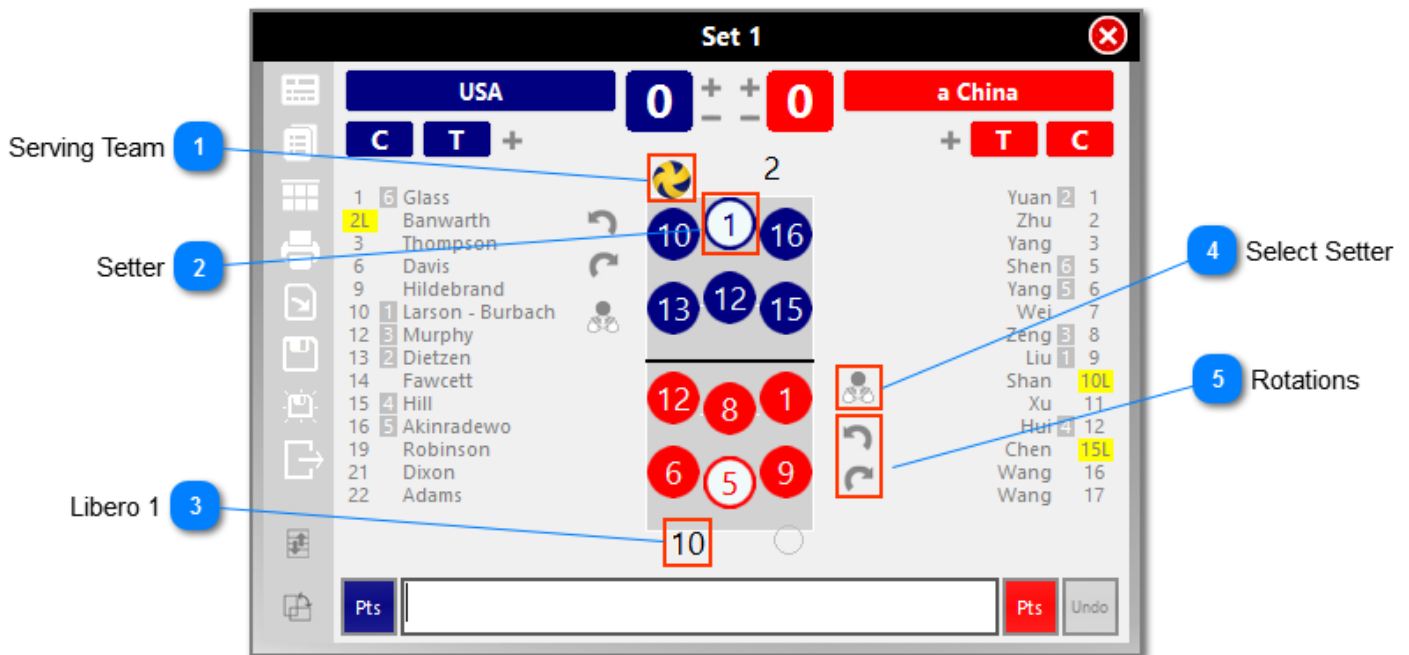 Set 1
USA 0 + + 0 a China
− −
C T + + T C
Serving Team 1
2
1 6 Glass
2L Banwarth
3 Thompson
6 Davis
9 Hildebrand
10 1 Larson - Burbach
12 3 Murphy
13 2 Dietzen
14 Fawcett
15 4 Hill
16 5 Akinradewo
19 Robinson
21 Dixon
22 Adams
Setter 2
Libero 1 3
10 1 16
13 12 15
12 8 1
6 5 9
10
Yuan 2 1
Zhu 2
Yang 3
Shen 6 5
Yang 5 6
Wei 7
Zeng 3 8
Liu 1 9
Shan 10L
Xu 11
Hui 4 12
Chen 15L
Wang 16
Wang 17
4 Select Setter
5 Rotations
Pts Pts Undo